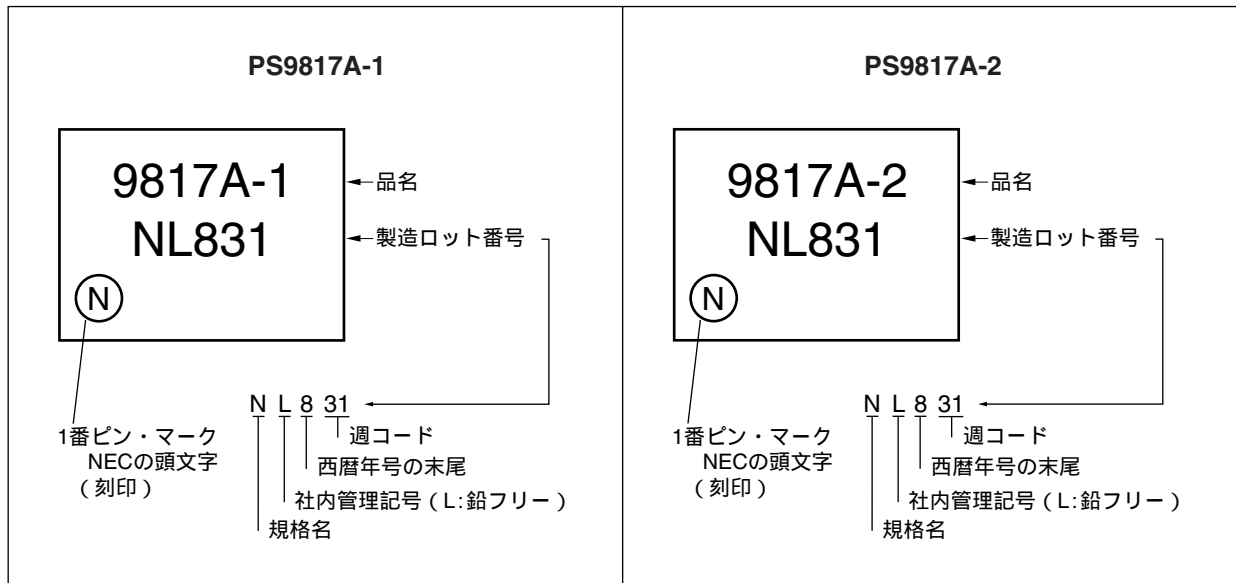 PS9817A-1
9817A-1
品名
NL831
製造ロット番号
N
N L 8 31
1番ピン・マーク
NECの頭文字
(刻印)
週コード
西暦年号の末尾
社内管理記号(L:鉛フリー)
規格名
PS9817A-2
9817A-2
品名
NL831
製造ロット番号
N
N L 8 31
1番ピン・マーク
NECの頭文字
(刻印)
週コード
西暦年号の末尾
社内管理記号(L:鉛フリー)
規格名